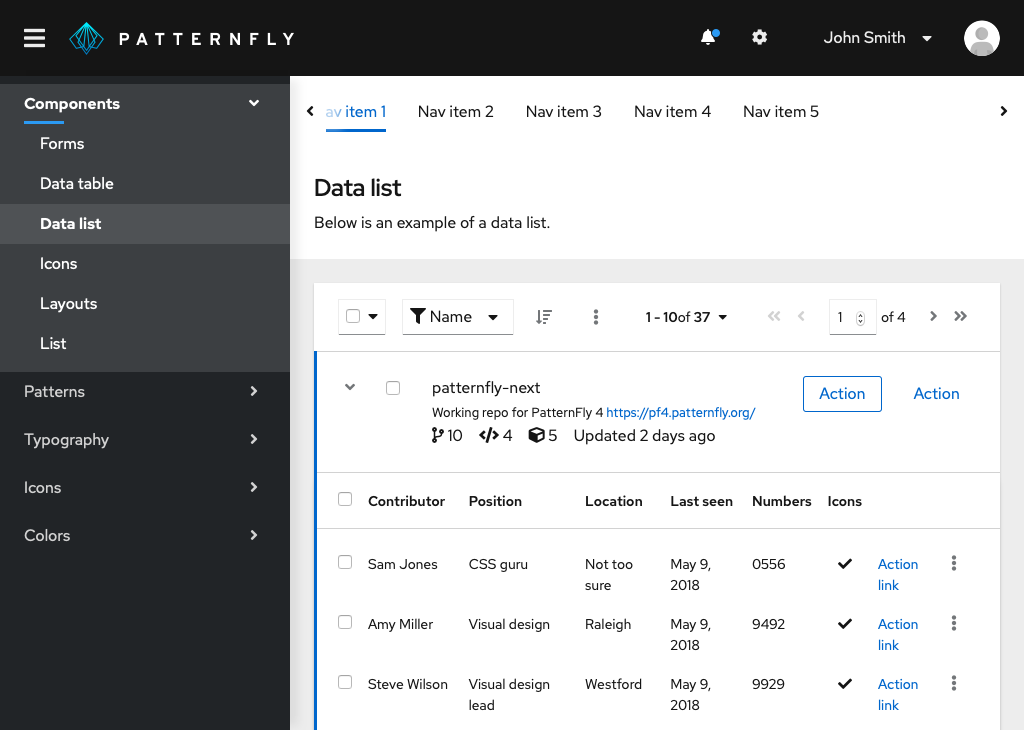 PATTERNFLY
John Smith
Components
Forms
Data table
Data list
Icons
Layouts
List
Patterns
Typography
Icons
Colors
av item 1 Nav item 2 Nav item 3 Nav item 4 Nav item 5
Data list
Below is an example of a data list.
Name 1 - 10 of 37 1 of 4
patternfly-next
Working repo for PatternFly 4 https://pf4.patternfly.org/
10 4 5 Updated 2 days ago
Action Action
Contributor Position Location Last seen Numbers Icons
Sam Jones CSS guru Not too sure May 9, 2018 0556 Action link
Amy Miller Visual design Raleigh May 9, 2018 9492 Action link
Steve Wilson Visual design lead Westford May 9, 2018 9929 Action link